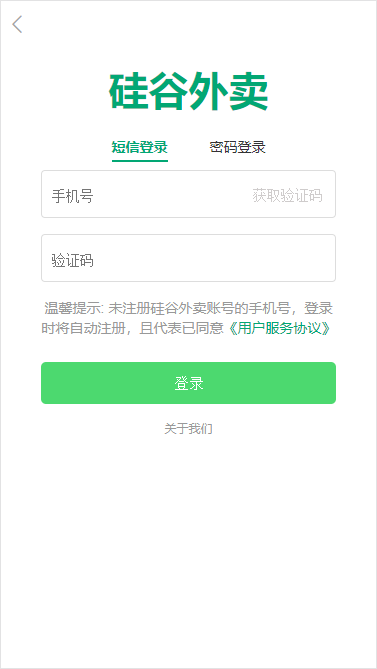 硅谷外卖
短信登录 密码登录
手机号 获取验证码
验证码
温馨提示: 未注册硅谷外卖账号的手机号，登录
时将自动注册，且代表已同意《用户服务协议》
登录
关于我们